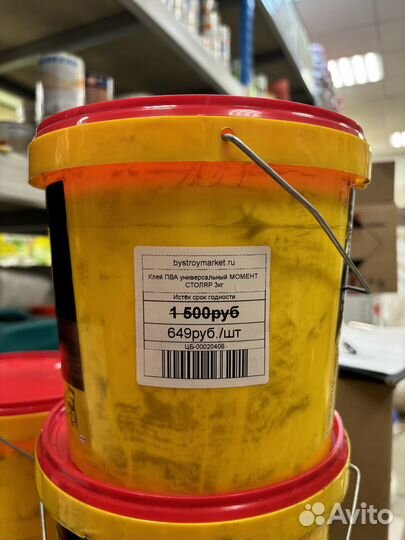 bystroymarket.ru
Клей ПВА универсальный МОМЕНТ
СТОЛЯР 3кг
Истёк срок годности
1 500руб
649руб./шт
ЦБ-00020406
Avito